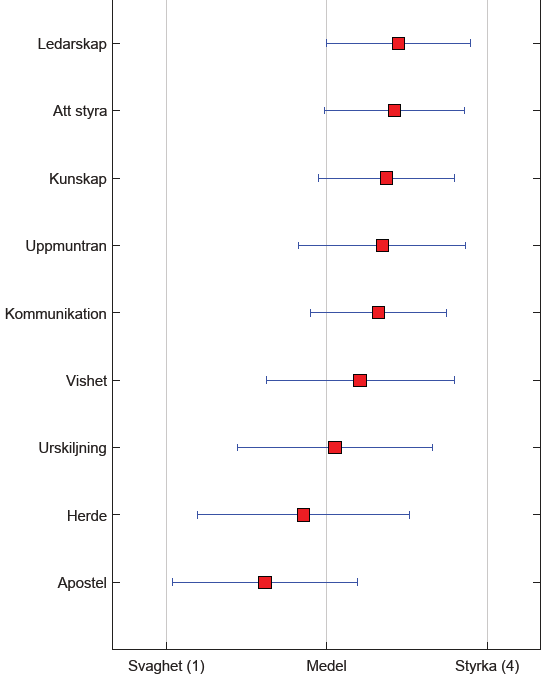 Ledarskap
Att styra
Kunskap
Uppmuntran
Kommunikation
Vishet
Urskiljning
Herde
Apostel
Svaghet (1) Medel Styrka (4)